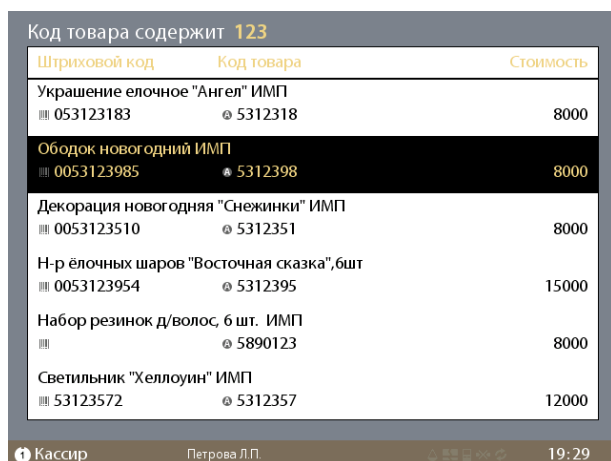 Код товара содержит 123
Штриховой код Код товара Стоимость
Украшение елочное "Ангел" ИМП
053123183 5312318 8000
Ободок новогодний ИМП
0053123985 5312398 8000
Декорация новогодняя "Снежинки" ИМП
0053123510 5312351 8000
Н-р ёлочных шаров "Восточная сказка",6шт
0053123954 5312395 15000
Набор резинок д/волос, 6 шт. ИМП
5890123 8000
Светильник "Хеллоуин" ИМП
53123572 5312357 12000
1 Кассир Петрова Л.П. 19:29